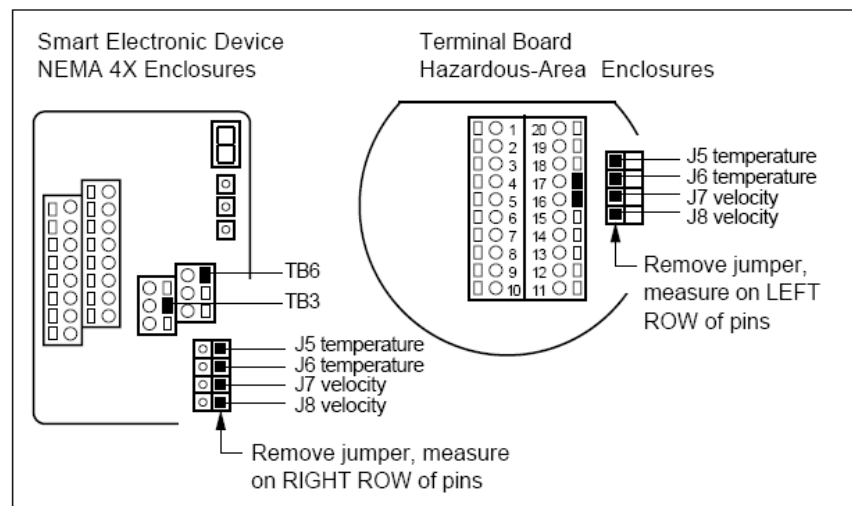 Smart Electronic Device
NEMA 4X Enclosures
TB6
TB3
J5 temperature
J6 temperature
J7 velocity
J8 velocity
Remove jumper, measure
on RIGHT ROW of pins
Terminal Board
Hazardous-Area Enclosures
1 20
2 19
3 18
4 17
5 16
6 15
7 14
8 13
9 12
10 11
J5 temperature
J6 temperature
J7 velocity
J8 velocity
Remove jumper,
measure on LEFT
ROW of pins